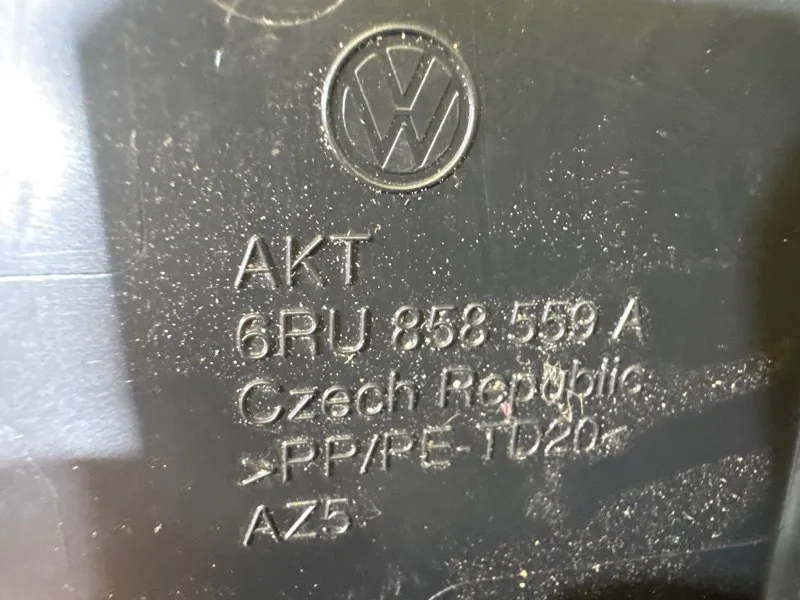 AKT
6RU 858 559 A
Czech Republic
>PP/PE-TD20<
AZ5